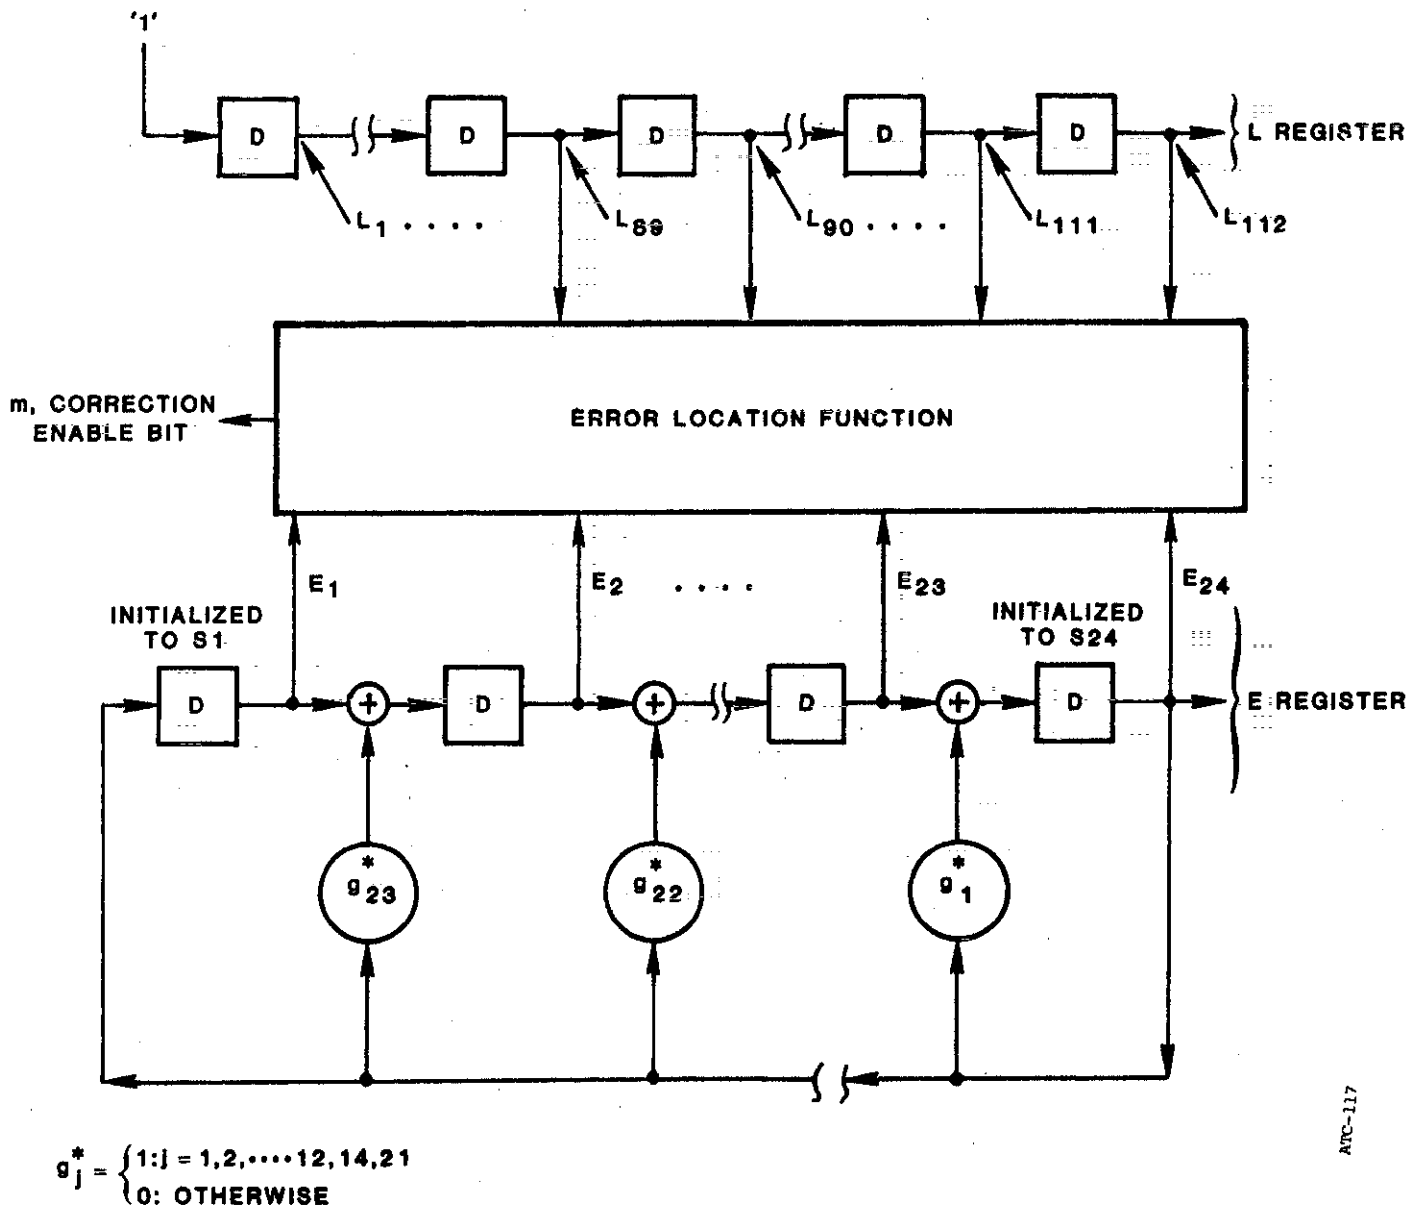 '1'
D D D D D } L REGISTER
L1 . . . . L89 L90 . . . . L111 L112
m, CORRECTION
ENABLE BIT
ERROR LOCATION FUNCTION
E1 E2 . . . . E23 E24
INITIALIZED
TO S1
INITIALIZED
TO S24
D + D + D + D } E REGISTER
g*23 g*22 g*1
g*j = { 1:j = 1,2,....12,14,21
0: OTHERWISE
ATC-117